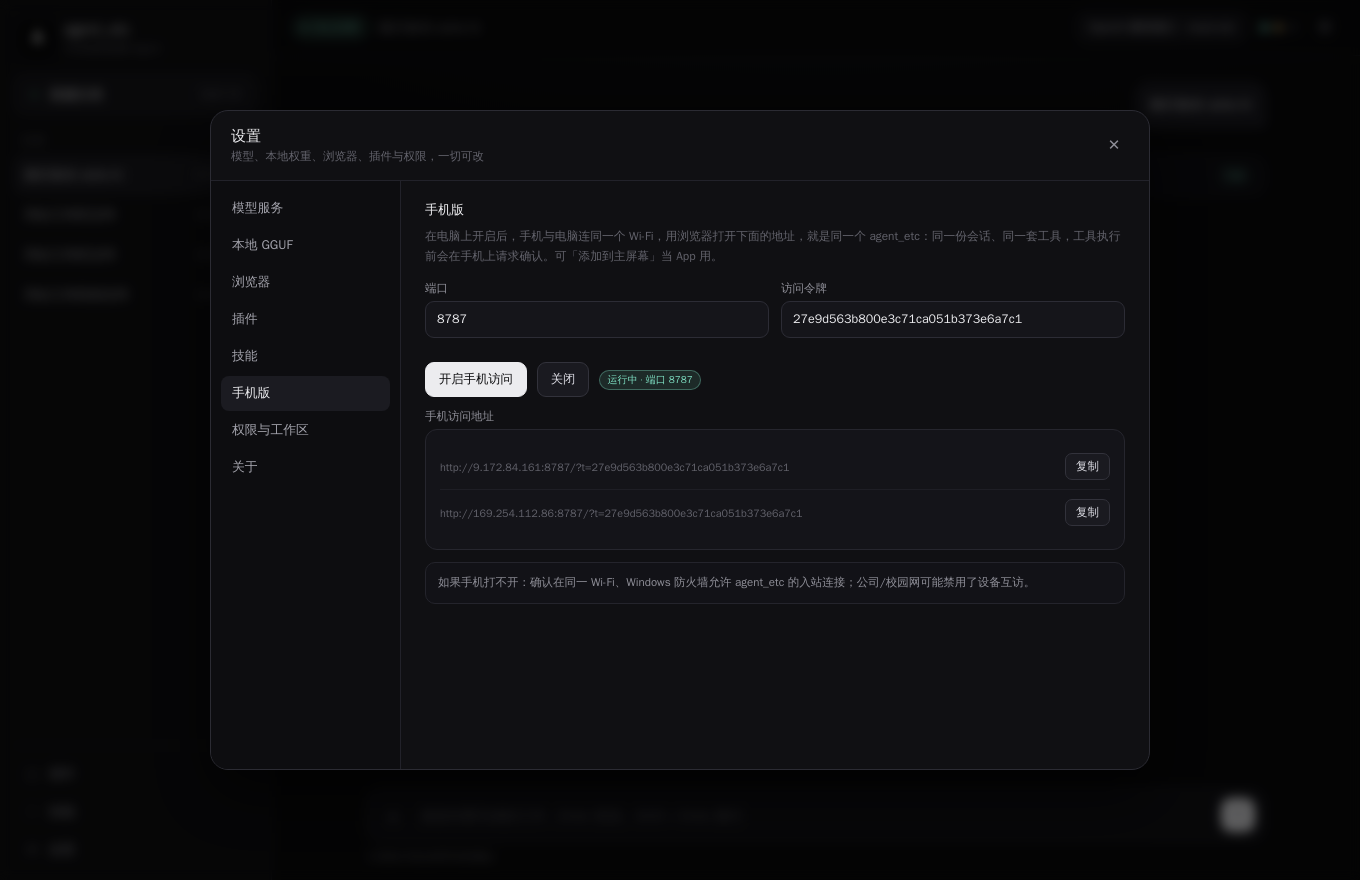 设置
模型、本地权重、浏览器、插件与权限，一切可改
×
模型服务
本地 GGUF
浏览器
插件
技能
手机版
权限与工作区
关于
手机版
在电脑上开启后，手机与电脑连同一个 Wi-Fi，用浏览器打开下面的地址，就是同一个 agent_etc：同一份会话、同一套工具，工具执行
前会在手机上请求确认。可「添加到主屏幕」当 App 用。
端口
访问令牌
8787
27e9d563b800e3c71ca051b373e6a7c1
开启手机访问
关闭
运行中 · 端口 8787
手机访问地址
http://9.172.84.161:8787/?t=27e9d563b800e3c71ca051b373e6a7c1
复制
http://169.254.112.86:8787/?t=27e9d563b800e3c71ca051b373e6a7c1
复制
如果手机打不开：确认在同一 Wi-Fi、Windows 防火墙允许 agent_etc 的入站连接；公司/校园网可能禁用了设备互访。